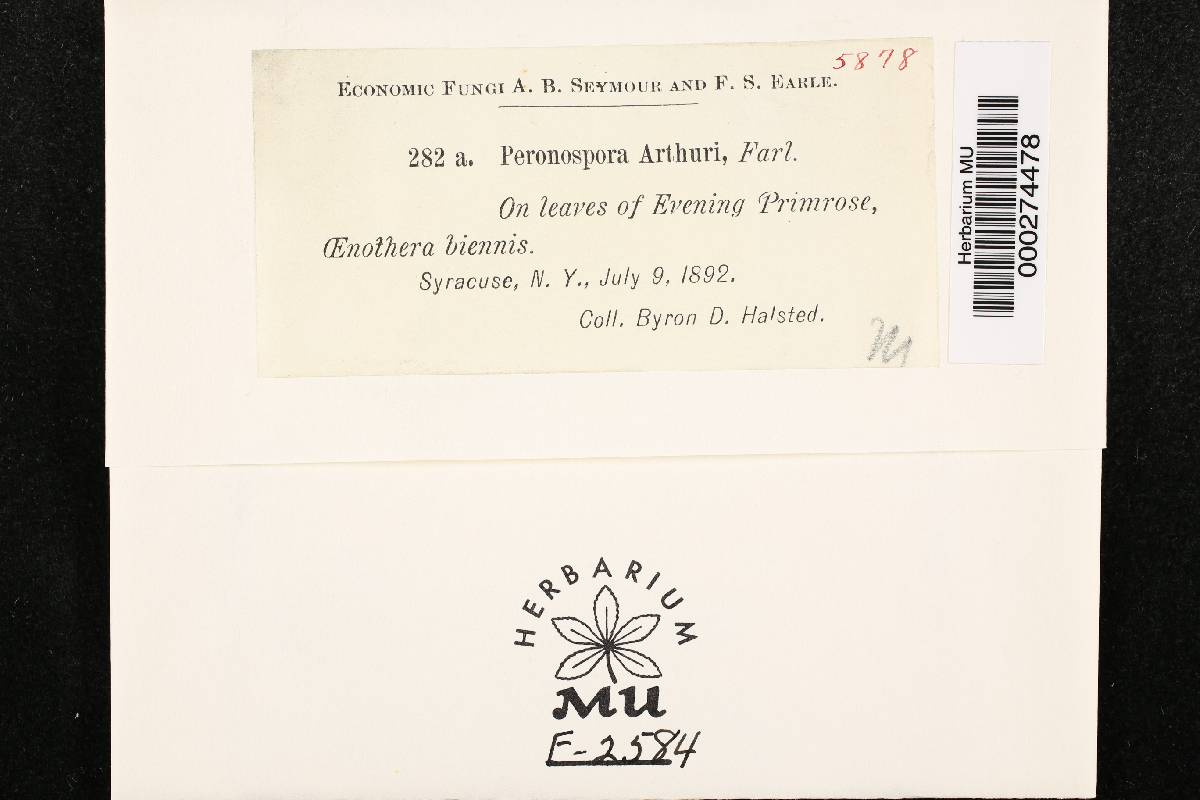 5878
ECONOMIC FUNGI A. B. SEYMOUR AND F. S. EARLE.
282 a. Peronospora Arthuri, Farl.
On leaves of Evening Primrose,
Œnothera biennis.
Syracuse, N. Y., July 9, 1892.
Coll. Byron D. Halsted.
Herbarium MU
000274478
HERBARIUM
MU
F-2584